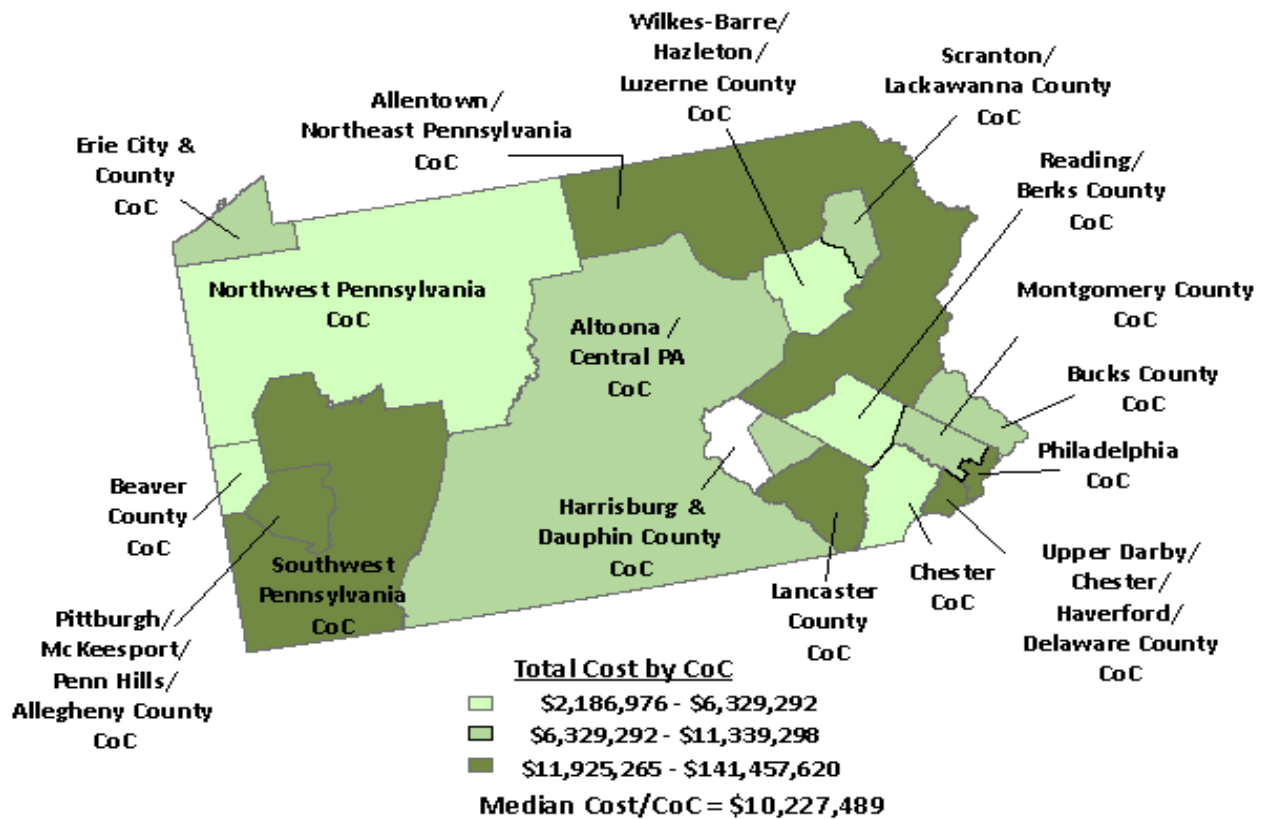 Wilkes-Barre/
Hazleton/
Luzerne County
CoC
Scranton/
Lackawanna County
CoC
Allentown/
Northeast Pennsylvania
CoC
Erie City &
County
CoC
Reading/
Berks County
CoC
Northwest Pennsylvania
CoC
Montgomery County
CoC
Altoona /
Central PA
CoC
Bucks County
CoC
Philadelphia
CoC
Beaver
County
CoC
Harrisburg &
Dauphin County
CoC
Southwest
Pennsylvania
CoC
Lancaster
County
CoC
Chester
CoC
Upper Darby/
Chester/
Haverford/
Delaware County
CoC
Pittburgh/
McKeesport/
Penn Hills/
Allegheny County
CoC
Total Cost by CoC
$2,186,976 - $6,329,292
$6,329,292 - $11,339,298
$11,925,265 - $141,457,620
Median Cost/CoC = $10,227,489